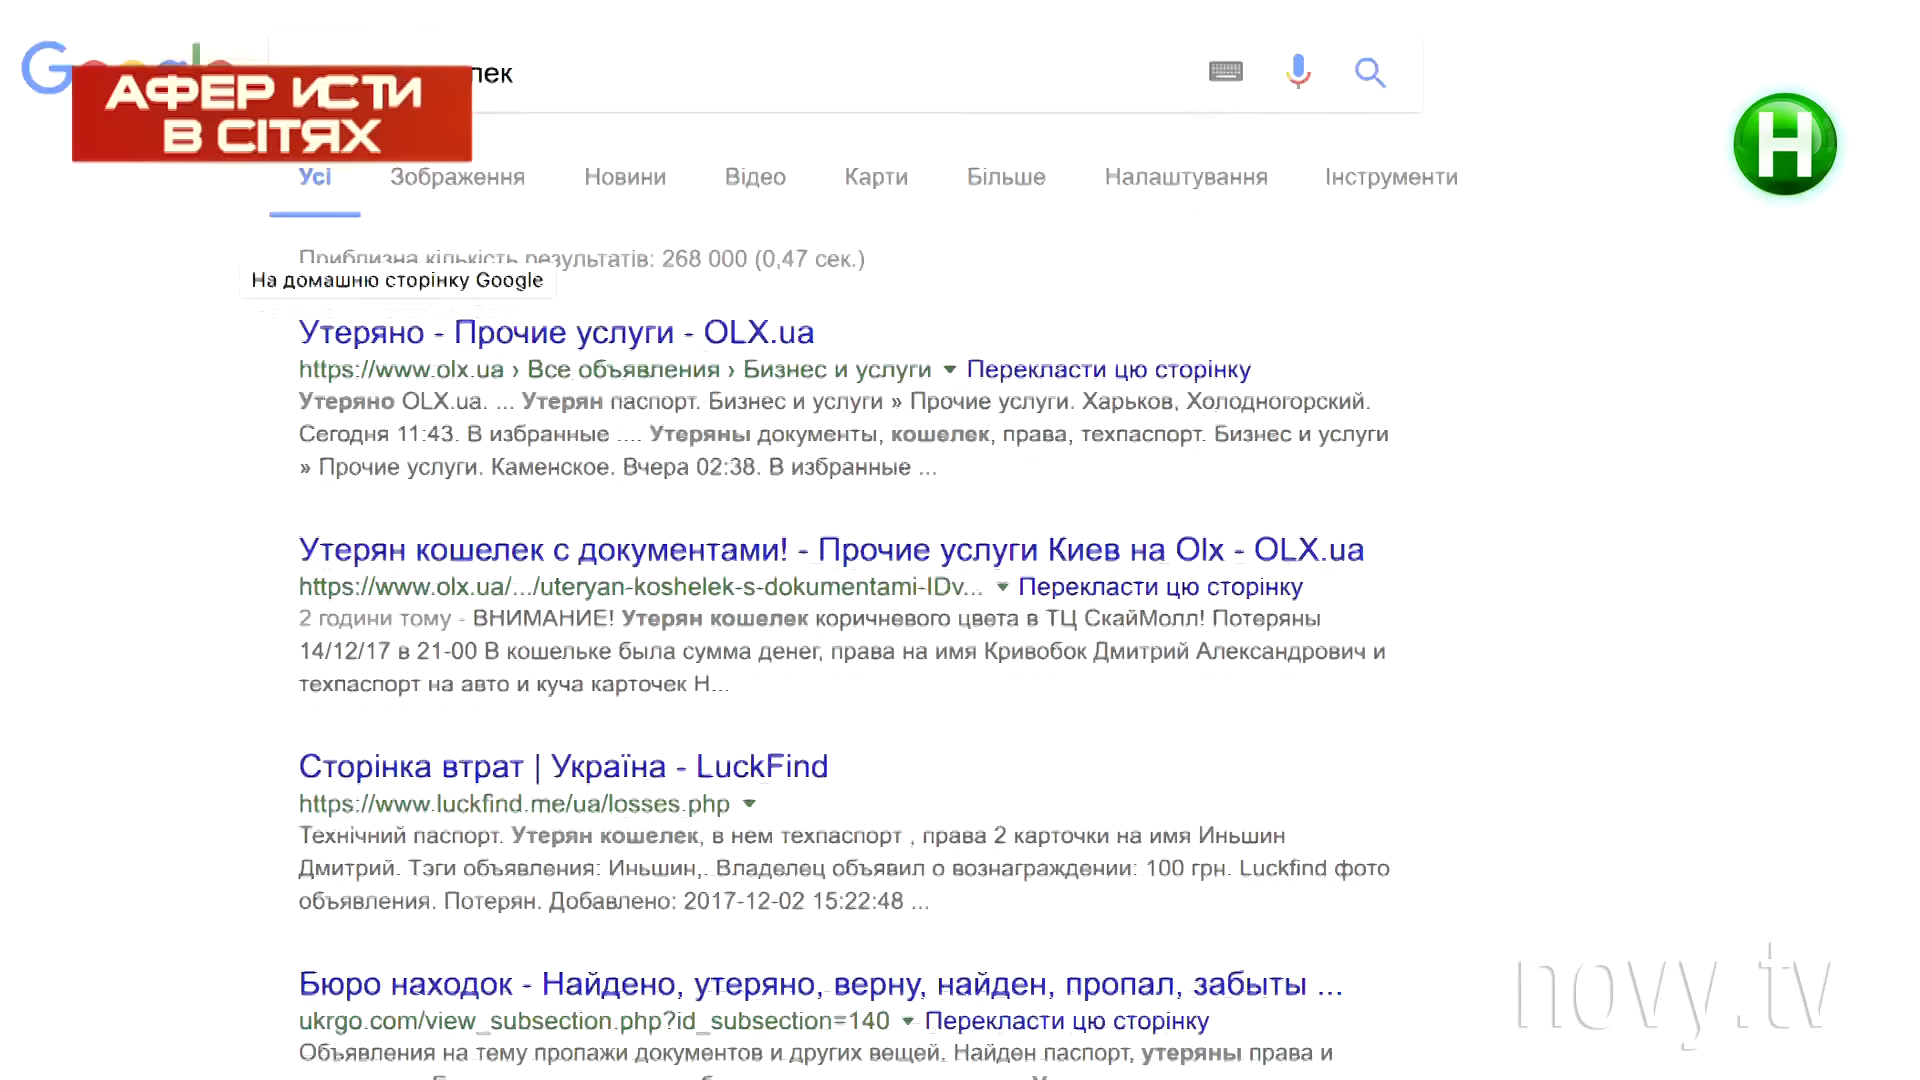 АФЕРИСТИ
В СІТЯХ
лек
Н
Усі Зображення Новини Відео Карти Більше Налаштування Інструменти
Приблизна кількість результатів: 268 000 (0,47 сек.)
На домашню сторінку Google
Утеряно - Прочие услуги - OLX.ua
https://www.olx.ua › Все объявления › Бизнес и услуги ▼ Перекласти цю сторінку
Утеряно OLX.ua. ... Утерян паспорт. Бизнес и услуги » Прочие услуги. Харьков, Холодногорский.
Сегодня 11:43. В избранные .... Утеряны документы, кошелек, права, техпаспорт. Бизнес и услуги
» Прочие услуги. Каменское. Вчера 02:38. В избранные ...
Утерян кошелек с документами! - Прочие услуги Киев на Olx - OLX.ua
https://www.olx.ua/.../uteryan-koshelek-s-dokumentami-IDv... ▼ Перекласти цю сторінку
2 години тому - ВНИМАНИЕ! Утерян кошелек коричневого цвета в ТЦ СкайМолл! Потеряны
14/12/17 в 21-00 В кошельке была сумма денег, права на имя Кривобок Дмитрий Александрович и
техпаспорт на авто и куча карточек Н...
Сторінка втрат | Україна - LuckFind
https://www.luckfind.me/ua/losses.php ▼
Технічний паспорт. Утерян кошелек, в нем техпаспорт , права 2 карточки на имя Иньшин
Дмитрий. Тэги объявления: Иньшин,. Владелец объявил о вознаграждении: 100 грн. Luckfind фото
объявления. Потерян. Добавлено: 2017-12-02 15:22:48 ...
Бюро находок - Найдено, утеряно, верну, найден, пропал, забыты ...
ukrgo.com/view_subsection.php?id_subsection=140 ▼ Перекласти цю сторінку
Объявления на тему пропажи документов и других вещей. Найден паспорт, утеряны права и
novy.tv